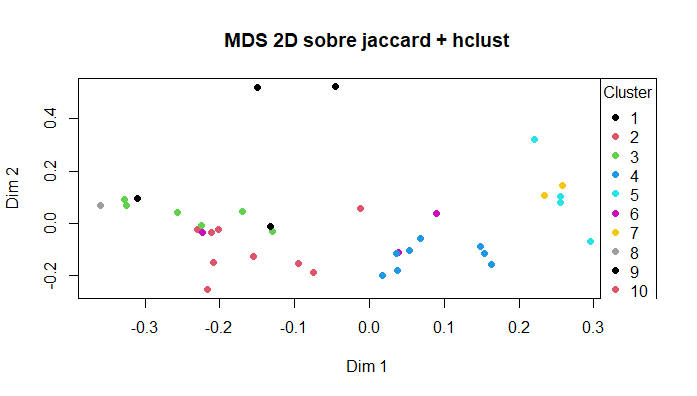 MDS 2D sobre jaccard + hclust
Cluster
1
2
3
4
5
6
7
8
9
10
Dim 2
0.4
0.2
0.0
-0.2
-0.3 -0.2 -0.1 0.0 0.1 0.2 0.3
Dim 1